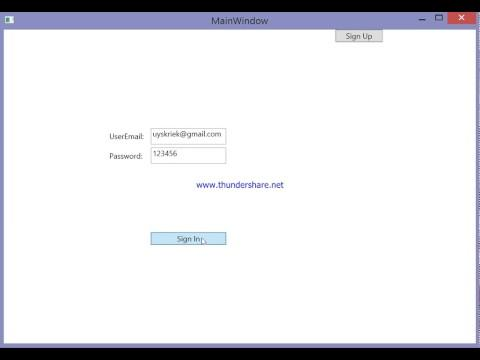 MainWindow
Sign Up
UserEmail: uyskriek@gmail.com
Password: 123456
www.thundershare.net
Sign In